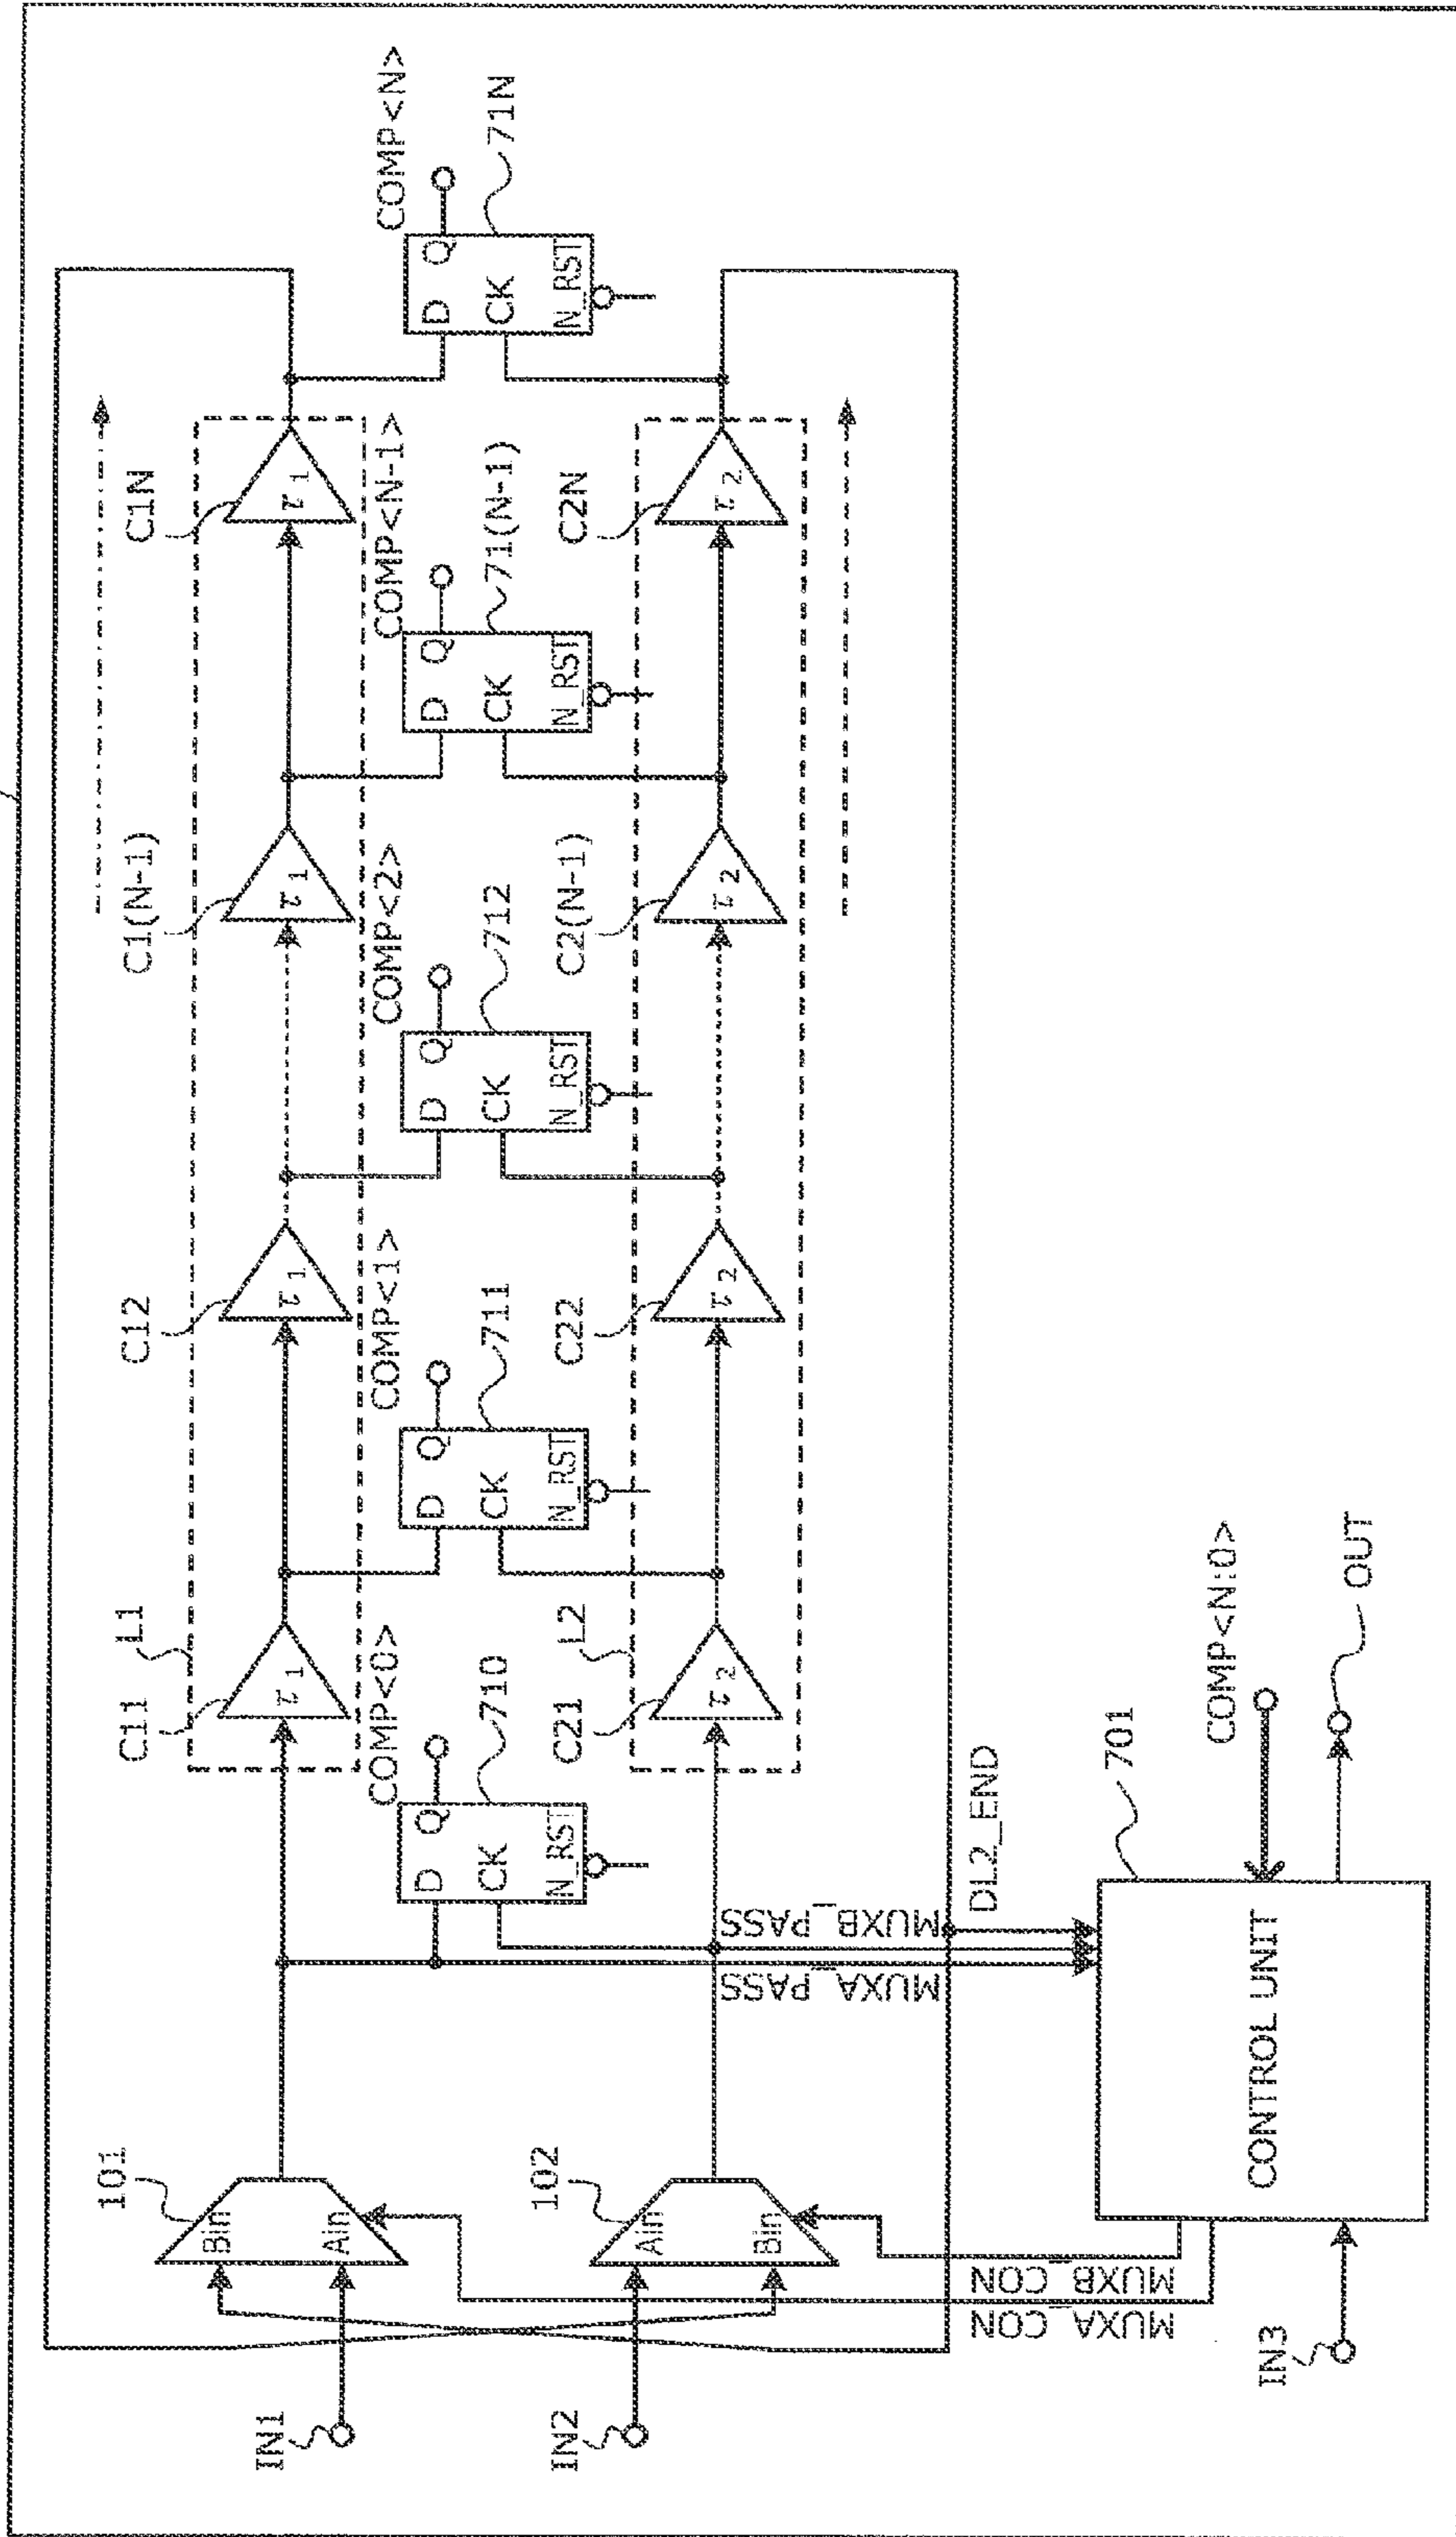 IN1
IN2
IN3
101
Bin
Ain
102
Ain
Bin
MUXA_CON
MUXB_CON
MUXA_PASS
MUXB_PASS
DL2_END
CONTROL UNIT
701
COMP<N:0>
OUT
L1
C11
τ1
C12
τ1
C1(N-1)
τ1
C1N
τ1
COMP<0>
D Q
CK
N_RST
710
COMP<1>
D Q
CK
N_RST
711
COMP<2>
D Q
CK
N_RST
712
COMP<N-1>
D Q
CK
N_RST
71(N-1)
COMP<N>
D Q
CK
N_RST
71N
L2
C21
τ2
C22
τ2
C2(N-1)
τ2
C2N
τ2